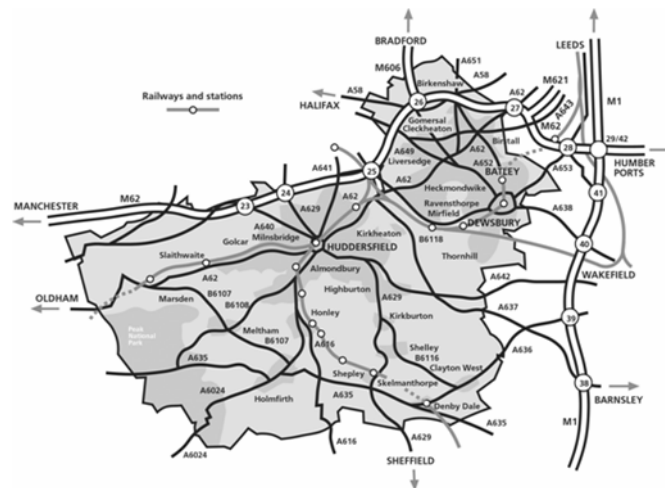 BRADFORD
LEEDS
A651
M606
Birkenshaw
A58
M621
Railways and stations
A58
A62
A643
M1
HALIFAX
26
27
Gomersal
Cleckheaton
M62
Birstall
29/42
28
A649
Liversedge
A62
A652
BATLEY
HUMBER
PORTS
A641
25
A653
MANCHESTER
M62
24
A62
Heckmondwike
41
23
A629
Ravensthorpe
Mirfield
A638
A640
Milnsbridge
Kirkheaton
DEWSBURY
Golcar
HUDDERSFIELD
B6118
40
Slaithwaite
Thornhill
WAKEFIELD
A62
Almondbury
A642
OLDHAM
B6107
Highburton
A629
Marsden
B6108
Honley
Kirkburton
A637
39
Peak
National
Park
Meltham
B6107
A616
Shelley
B6116
A636
A635
Clayton West
Shepley
Skelmanthorpe
38
A6024
Holmfirth
A635
Denby Dale
BARNSLEY
A635
M1
A616
A629
A6024
SHEFFIELD